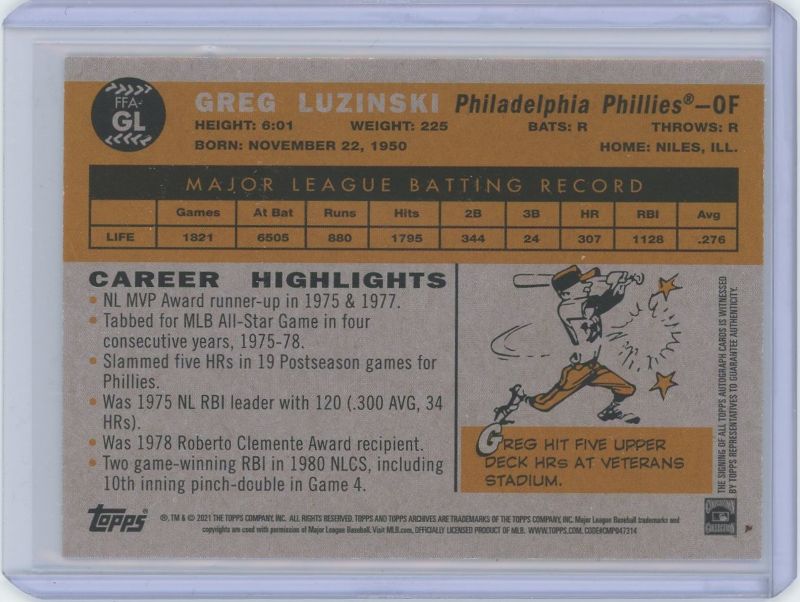 FFA-
GL
GREG LUZINSKI Philadelphia Phillies®—OF
HEIGHT: 6:01 WEIGHT: 225 BATS: R THROWS: R
BORN: NOVEMBER 22, 1950 HOME: NILES, ILL.
MAJOR LEAGUE BATTING RECORD
Games At Bat Runs Hits 2B 3B HR RBI Avg
LIFE 1821 6505 880 1795 344 24 307 1128 .276
CAREER HIGHLIGHTS
• NL MVP Award runner-up in 1975 & 1977.
• Tabbed for MLB All-Star Game in four
consecutive years, 1975-78.
• Slammed five HRs in 19 Postseason games for
Phillies.
• Was 1975 NL RBI leader with 120 (.300 AVG, 34
HRs).
• Was 1978 Roberto Clemente Award recipient.
• Two game-winning RBI in 1980 NLCS, including
10th inning pinch-double in Game 4.
GREG HIT FIVE UPPER
DECK HRs AT VETERANS
STADIUM.
THE SIGNING OF ALL TOPPS AUTOGRAPH CARDS IS WITNESSED
BY TOPPS REPRESENTATIVES TO GUARANTEE AUTHENTICITY.
topps
®, TM & © 2021 THE TOPPS COMPANY, INC. ALL RIGHTS RESERVED. TOPPS AND TOPPS ARCHIVES ARE TRADEMARKS OF THE TOPPS COMPANY, INC. Major League Baseball trademarks and
copyrights are used with permission of Major League Baseball. Visit MLB.com. OFFICIALLY LICENSED PRODUCT OF MLB. WWW.TOPPS.COM. CODE#CMP047314
COOPERSTOWN
COLLECTION